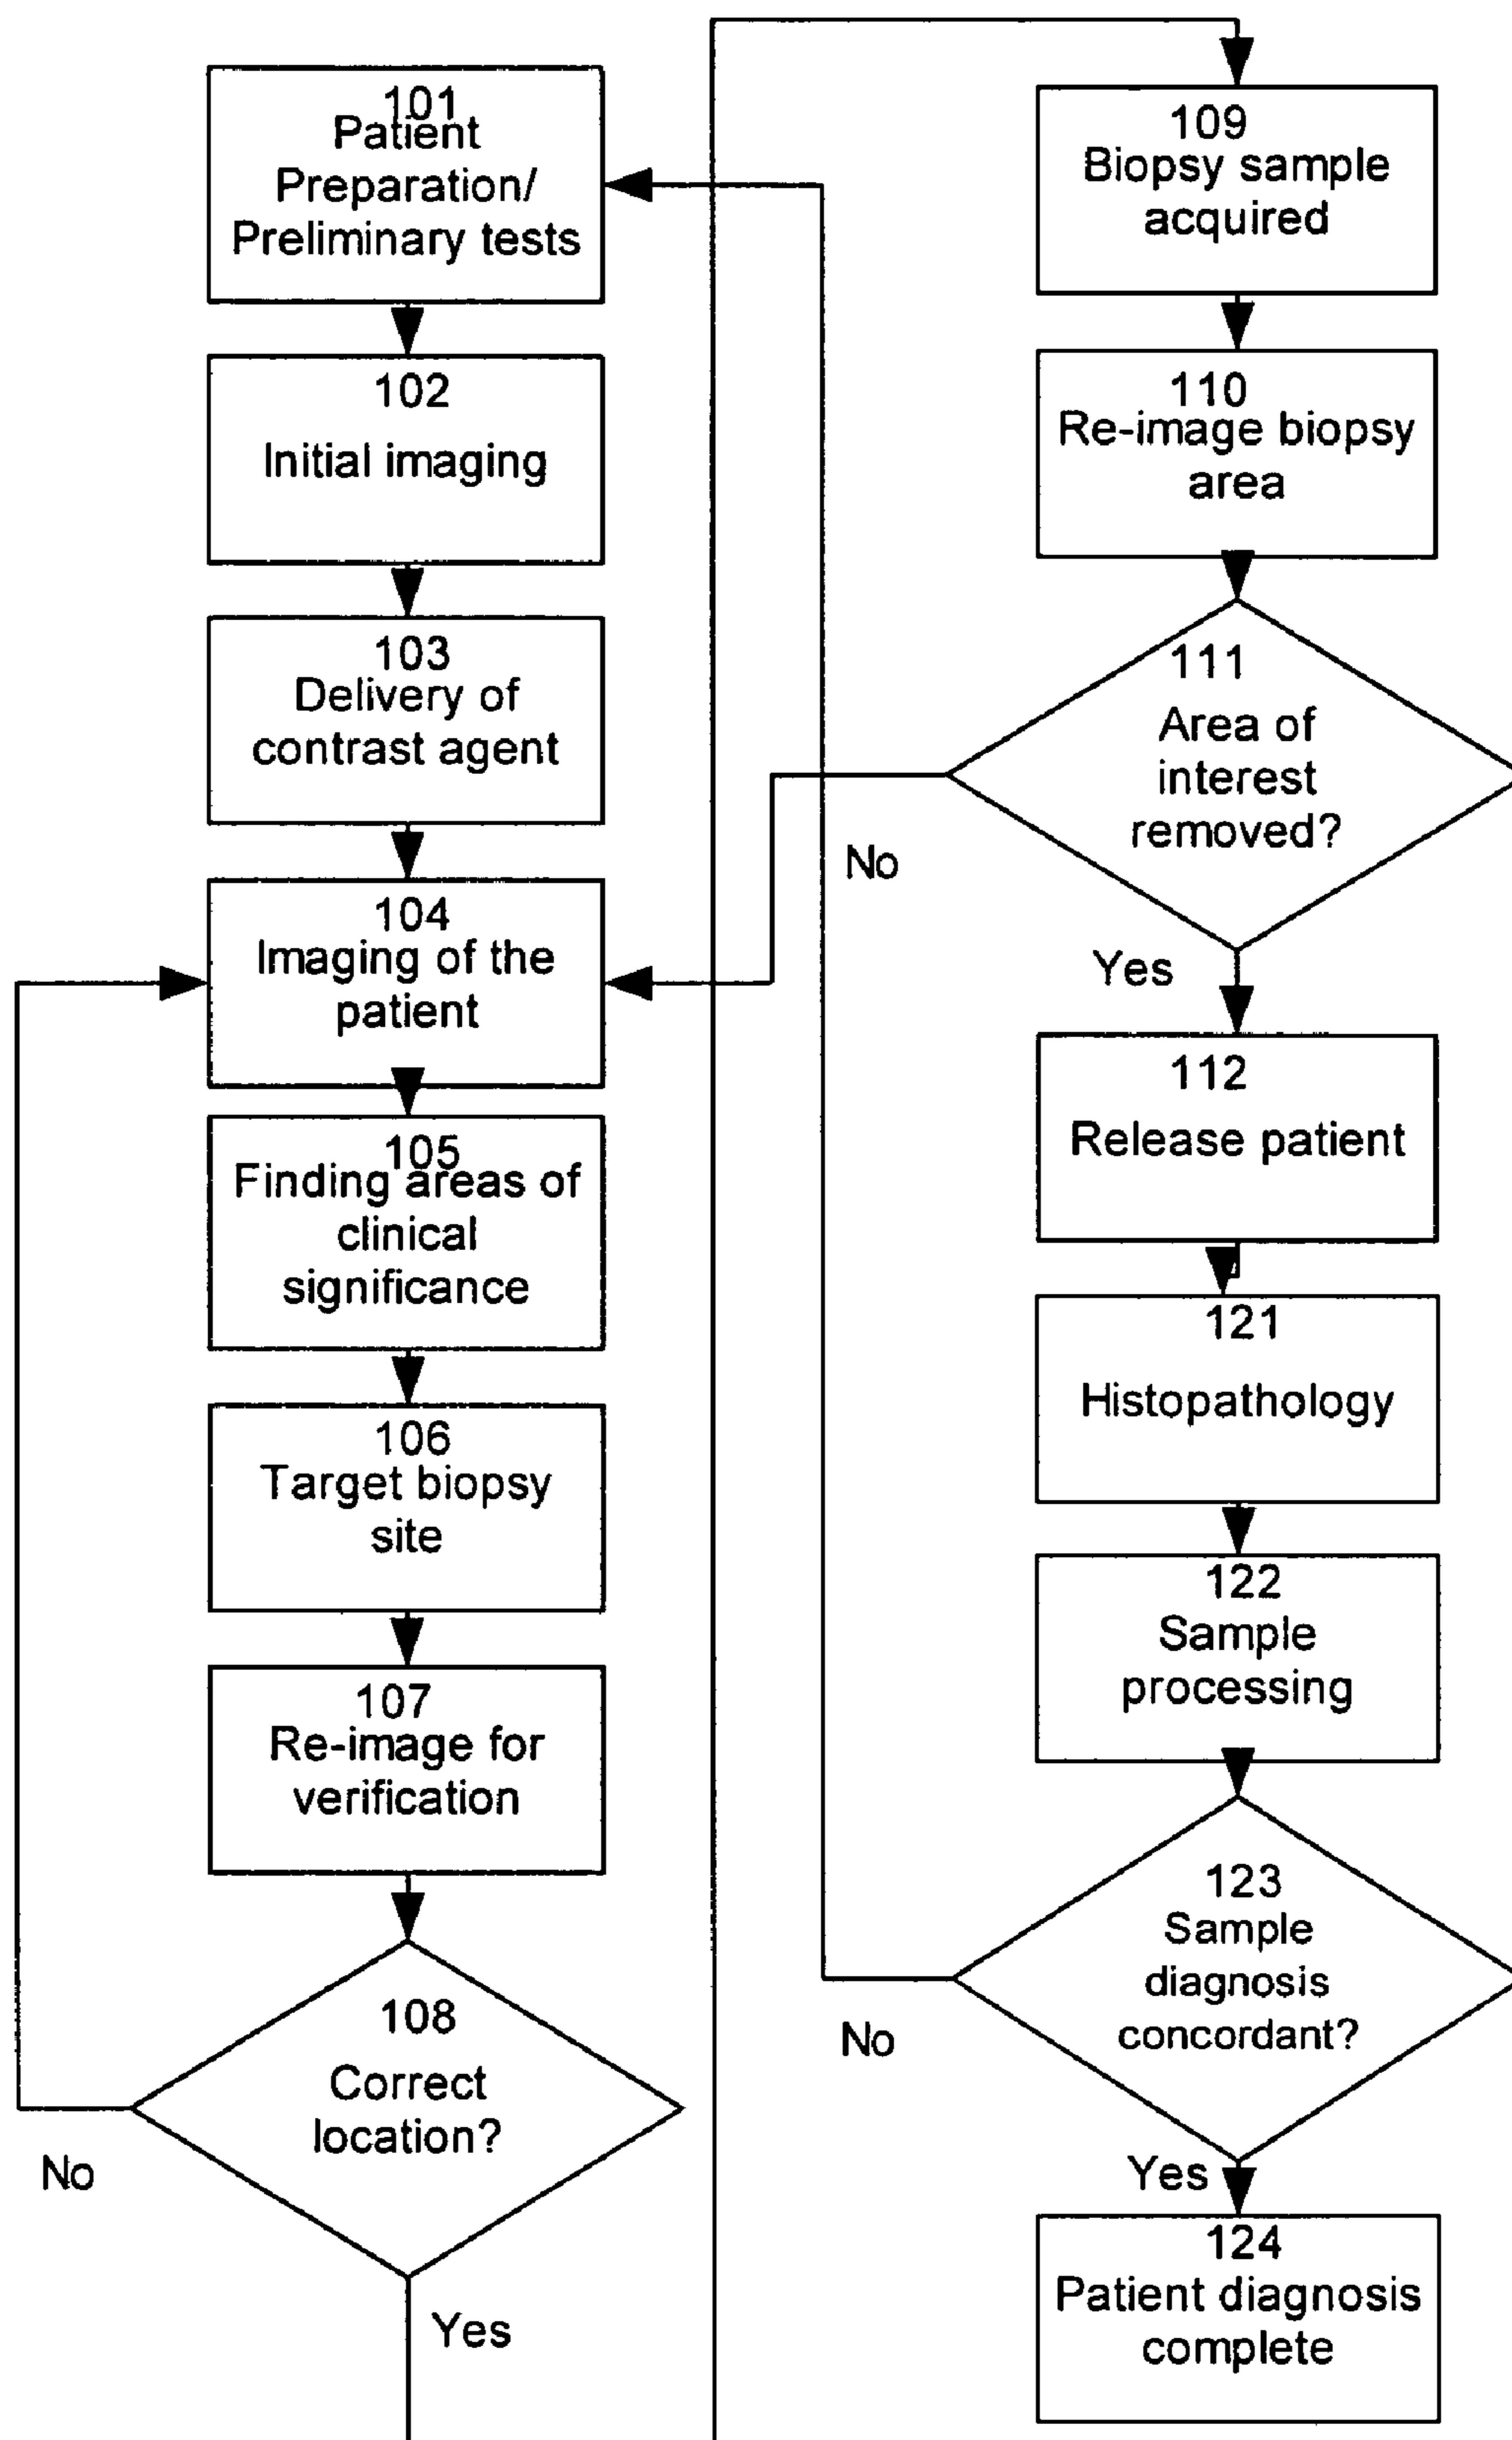 101
Patient
Preparation/
Preliminary tests
102
Initial imaging
103
Delivery of
contrast agent
104
Imaging of the
patient
105
Finding areas of
clinical
significance
106
Target biopsy
site
107
Re-image for
verification
108
Correct
location?
No
Yes
109
Biopsy sample
acquired
110
Re-image biopsy
area
111
Area of
interest
removed?
No
Yes
112
Release patient
121
Histopathology
122
Sample
processing
123
Sample
diagnosis
concordant?
No
Yes
124
Patient diagnosis
complete